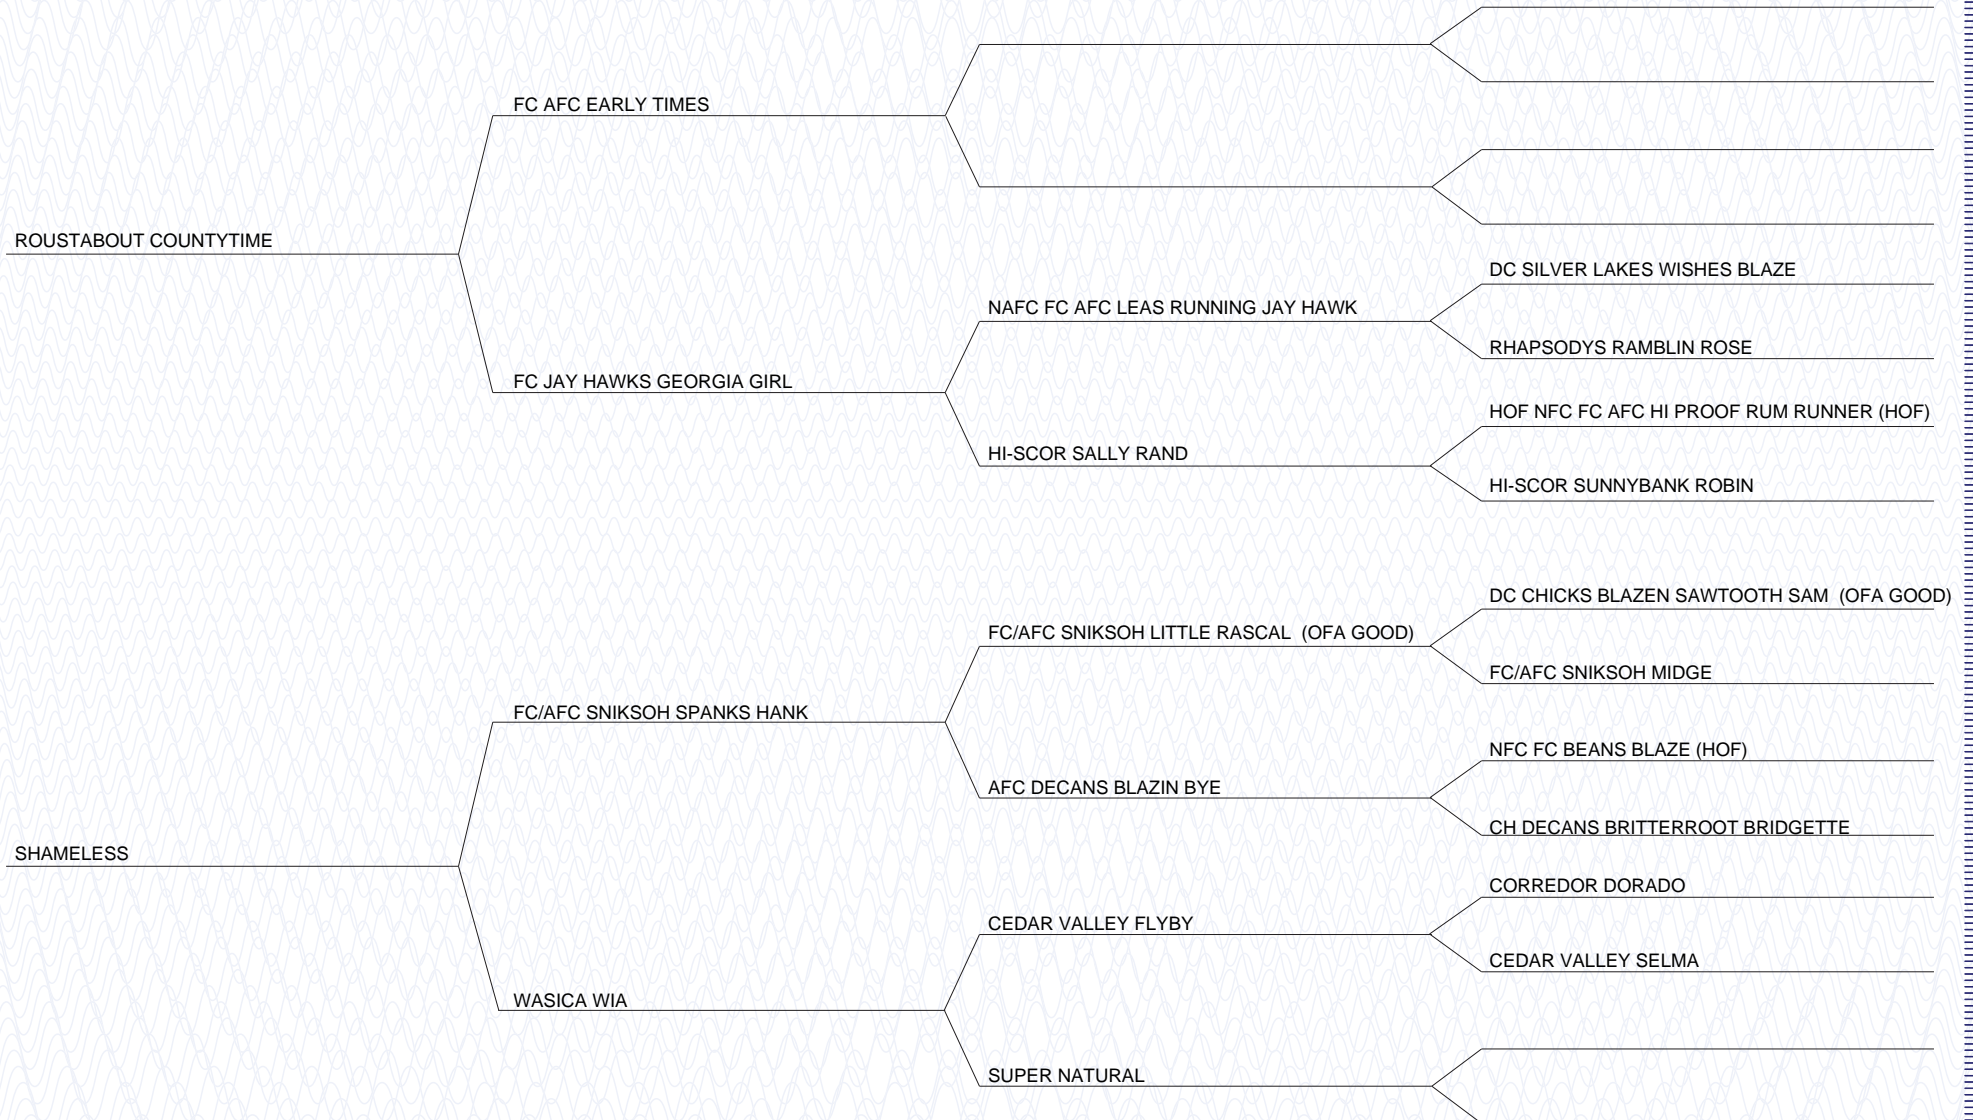 FC AFC EARLY TIMES
ROUSTABOUT COUNTYTIME
DC SILVER LAKES WISHES BLAZE
NAFC FC AFC LEAS RUNNING JAY HAWK
RHAPSODYS RAMBLIN ROSE
FC JAY HAWKS GEORGIA GIRL
HOF NFC FC AFC HI PROOF RUM RUNNER (HOF)
HI-SCOR SALLY RAND
HI-SCOR SUNNYBANK ROBIN
DC CHICKS BLAZEN SAWTOOTH SAM (OFA GOOD)
FC/AFC SNIKSOH LITTLE RASCAL (OFA GOOD)
FC/AFC SNIKSOH MIDGE
FC/AFC SNIKSOH SPANKS HANK
NFC FC BEANS BLAZE (HOF)
AFC DECANS BLAZIN BYE
CH DECANS BRITTERROOT BRIDGETTE
SHAMELESS
CORREDOR DORADO
CEDAR VALLEY FLYBY
CEDAR VALLEY SELMA
WASICA WIA
SUPER NATURAL